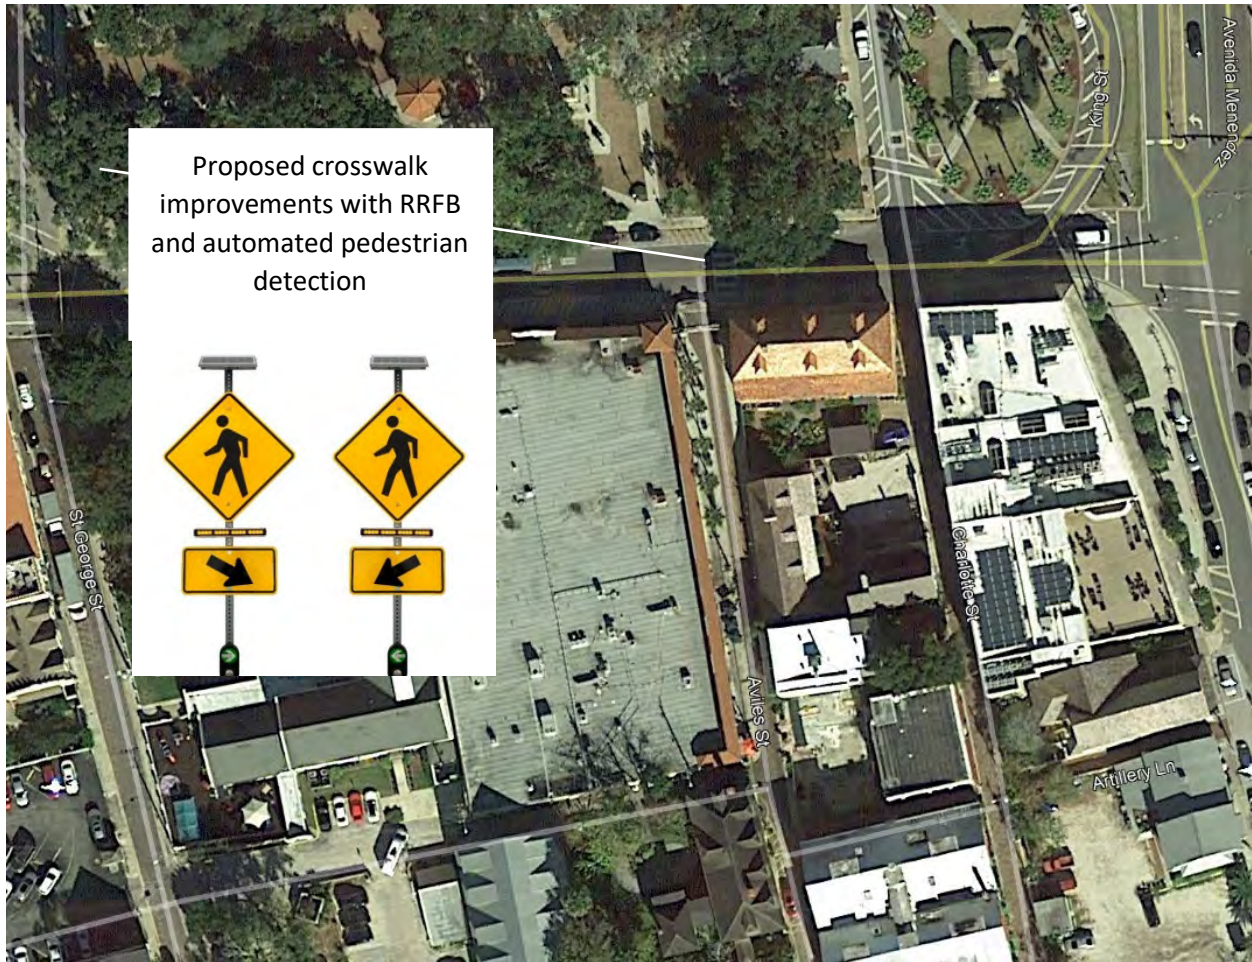 Proposed crosswalk
improvements with RRFB
and automated pedestrian
detection
King St
Avenida Menendez
St George St
Charlotte St
Aviles St
Artillery Ln